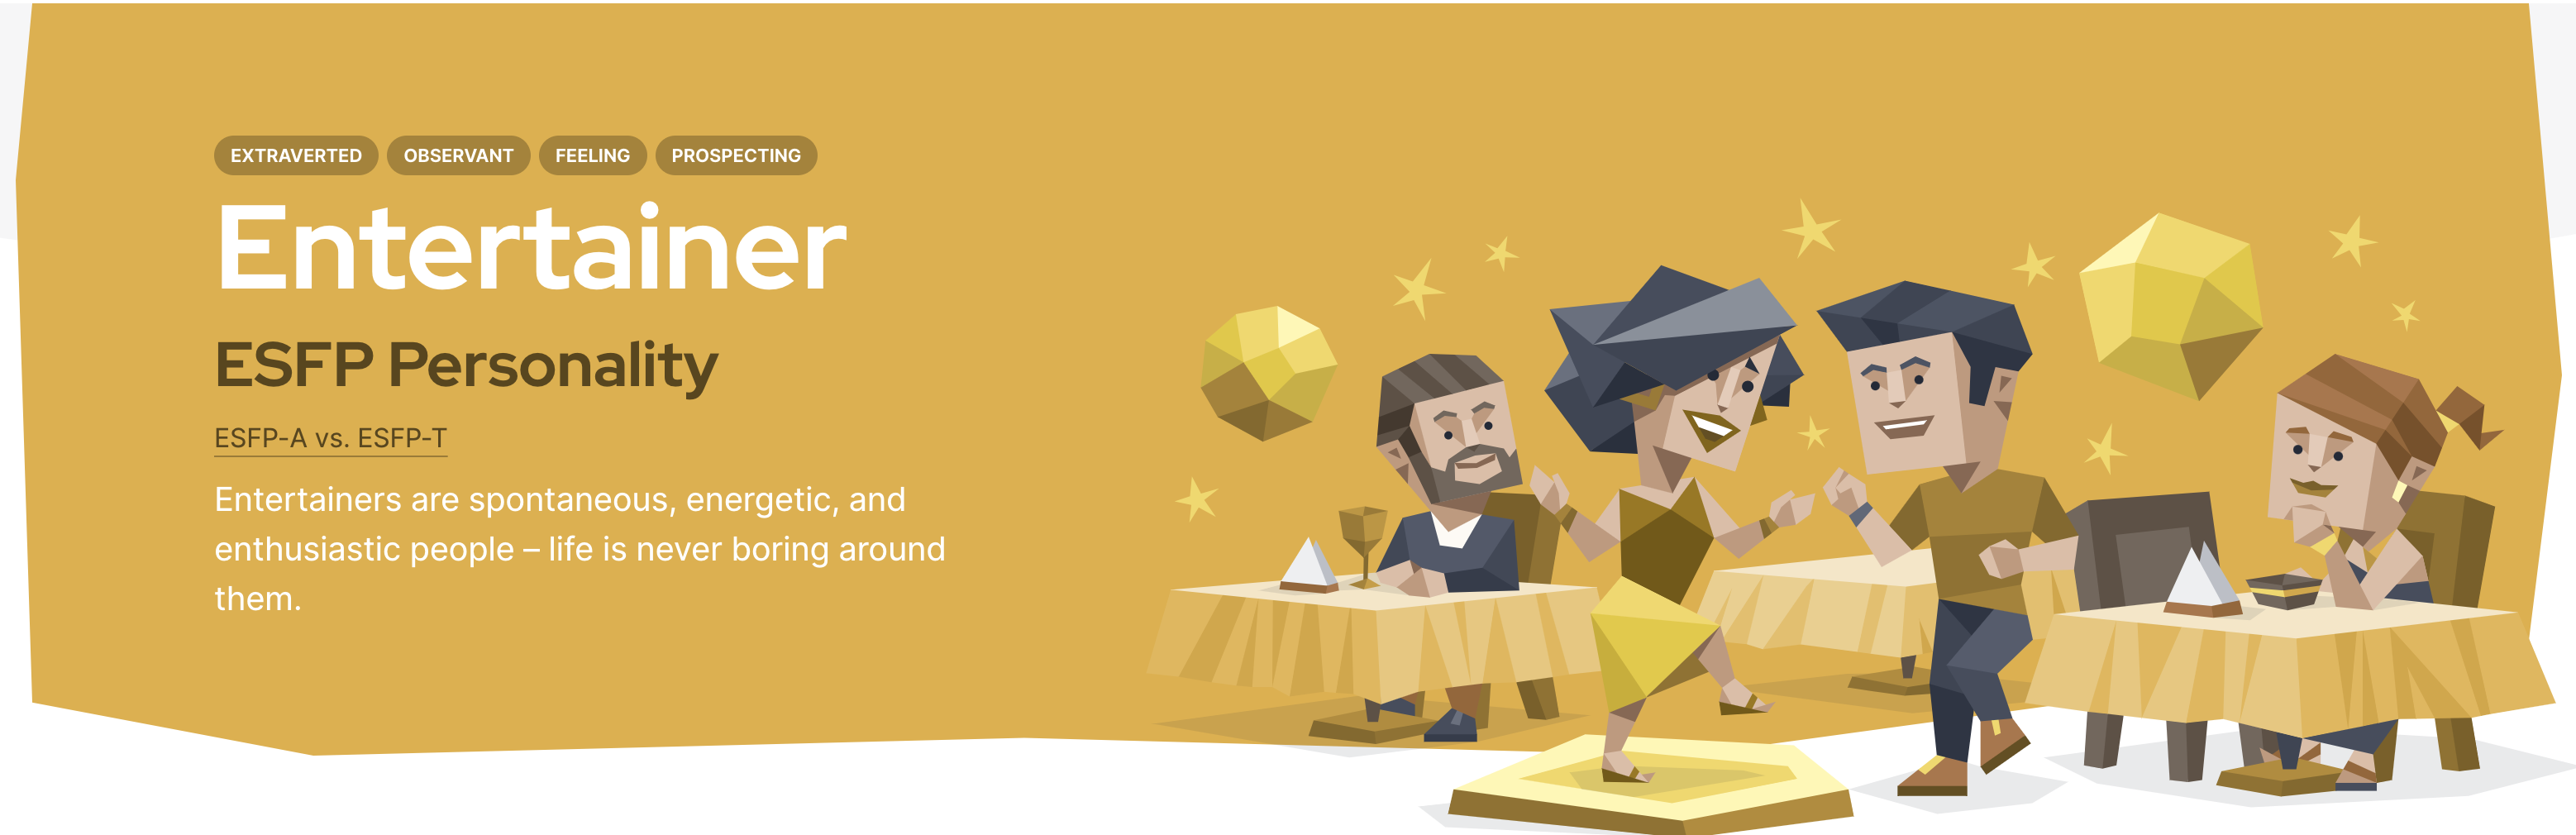 EXTRAVERTED OBSERVANT FEELING PROSPECTING
Entertainer
ESFP Personality
ESFP-A vs. ESFP-T
Entertainers are spontaneous, energetic, and
enthusiastic people – life is never boring around
them.